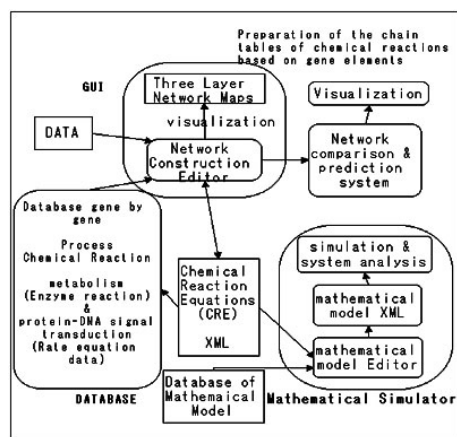 Preparation of the chain
tables of chemical reactions
based on gene elements
GUI
Three Layer
Network Maps
Visualization
visualization
DATA
Network
Construction
Editor
Network
comparison &
prediction
system
Database gene by
gene
Process
Chemical Reaction
metabolism
(Enzyme reaction)
&
protein-DNA signal
transduction
(Rate equation
data)
DATABASE
Chemical
Reaction
Equations
(CRE)
XML
simulation &
system analysis
mathematical
model XML
mathematical
model Editor
Database of
Mathemaical
Model
Mathematical Simulator